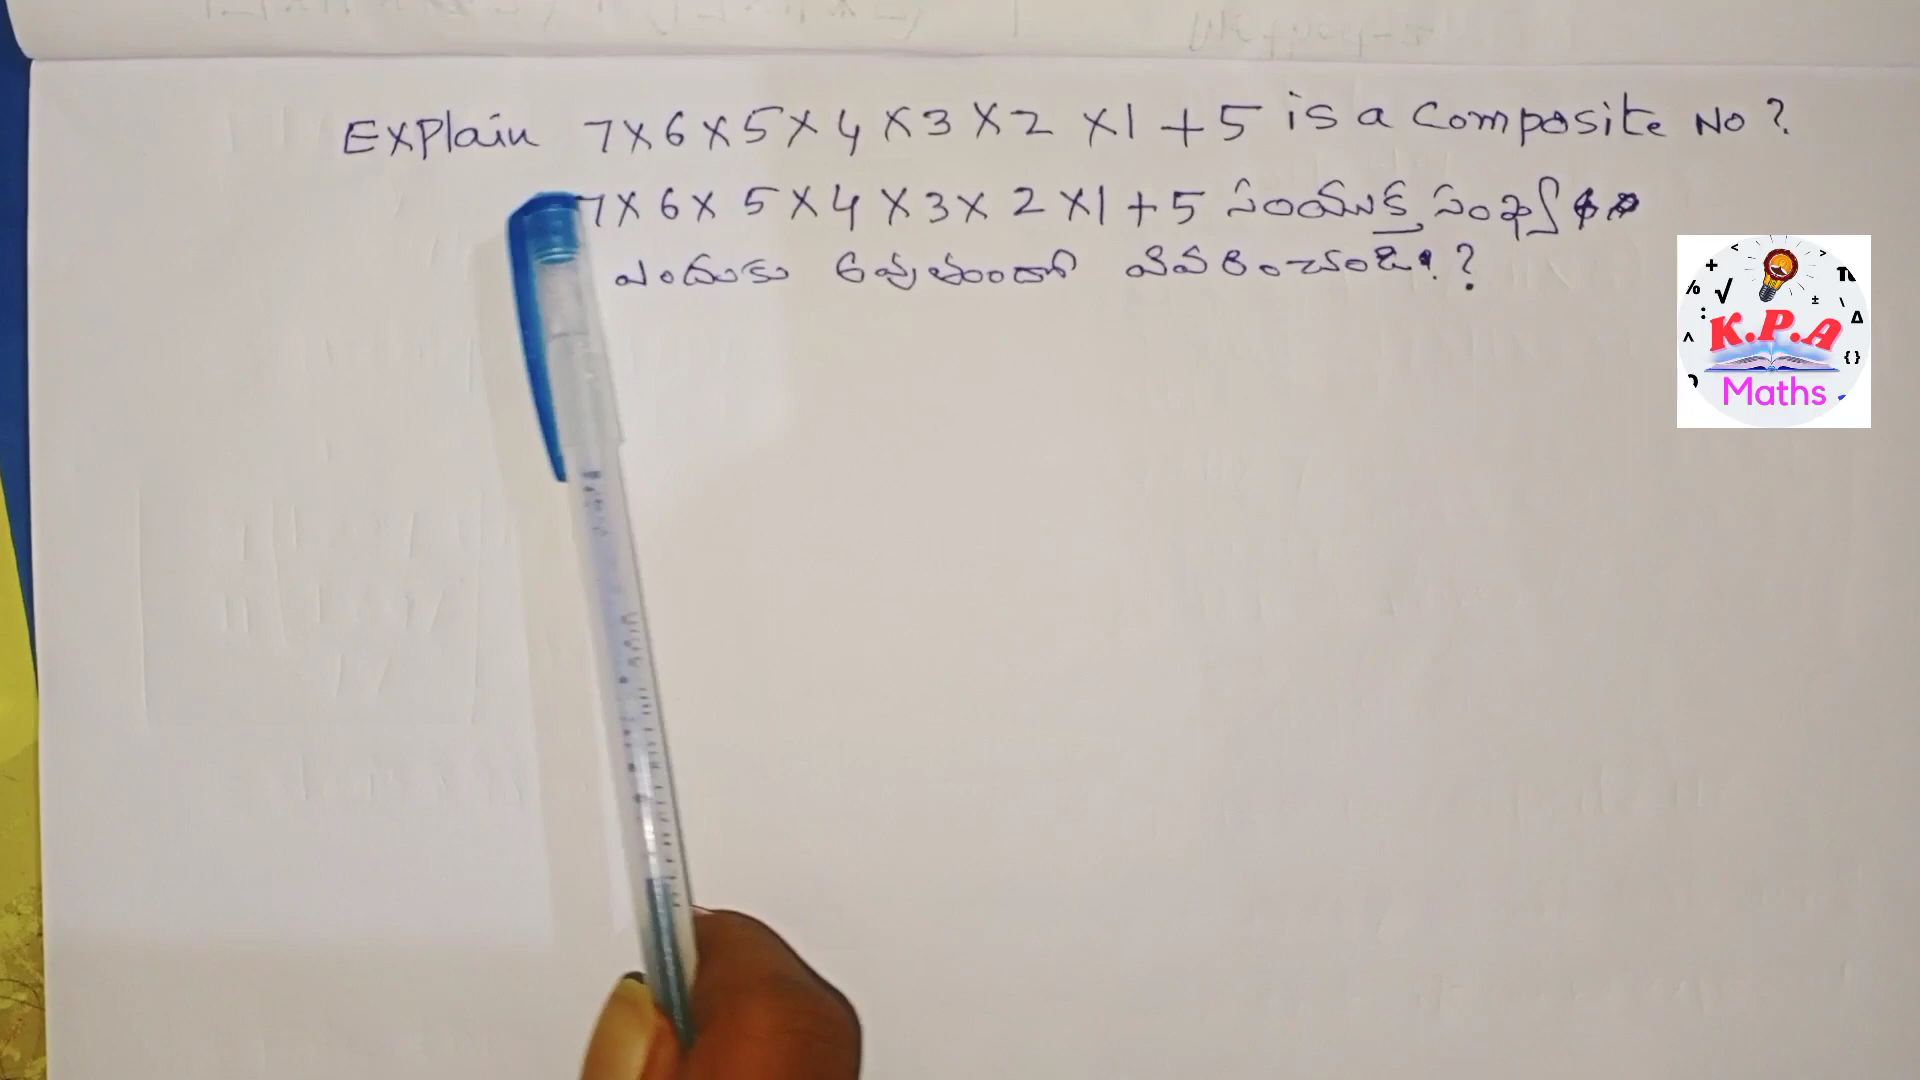 Explain 7×6×5×4×3×2×1+5 is a Composite No?
7×6×5×4×3×2×1+5 సంయుక్త సంఖ్య
ఎందుకు అవుతుందో వివరించండి.?
K.P.A
Maths